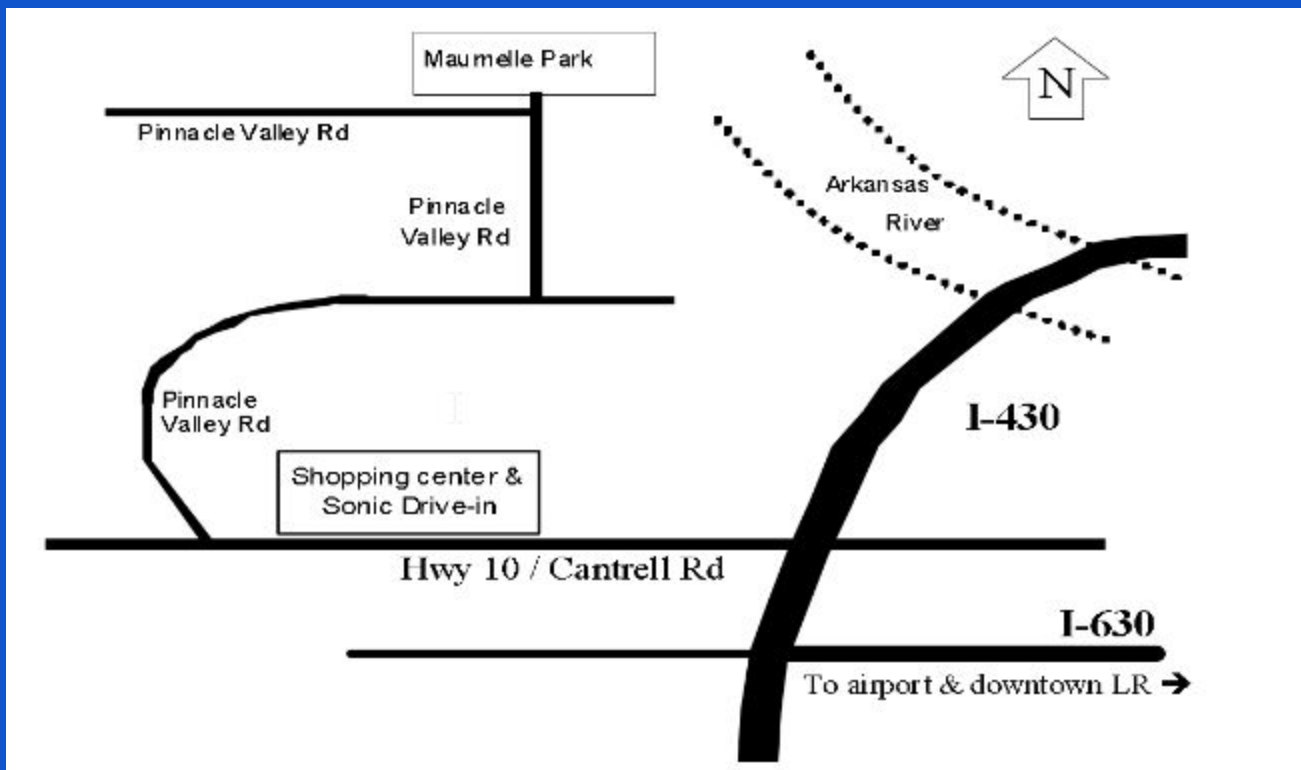 Maumelle Park
N
Pinnacle Valley Rd
Arkansas
River
Pinnacle
Valley Rd
Pinnacle
Valley Rd
I-430
Shopping center &
Sonic Drive-in
Hwy 10 / Cantrell Rd
I-630
To airport & downtown LR →